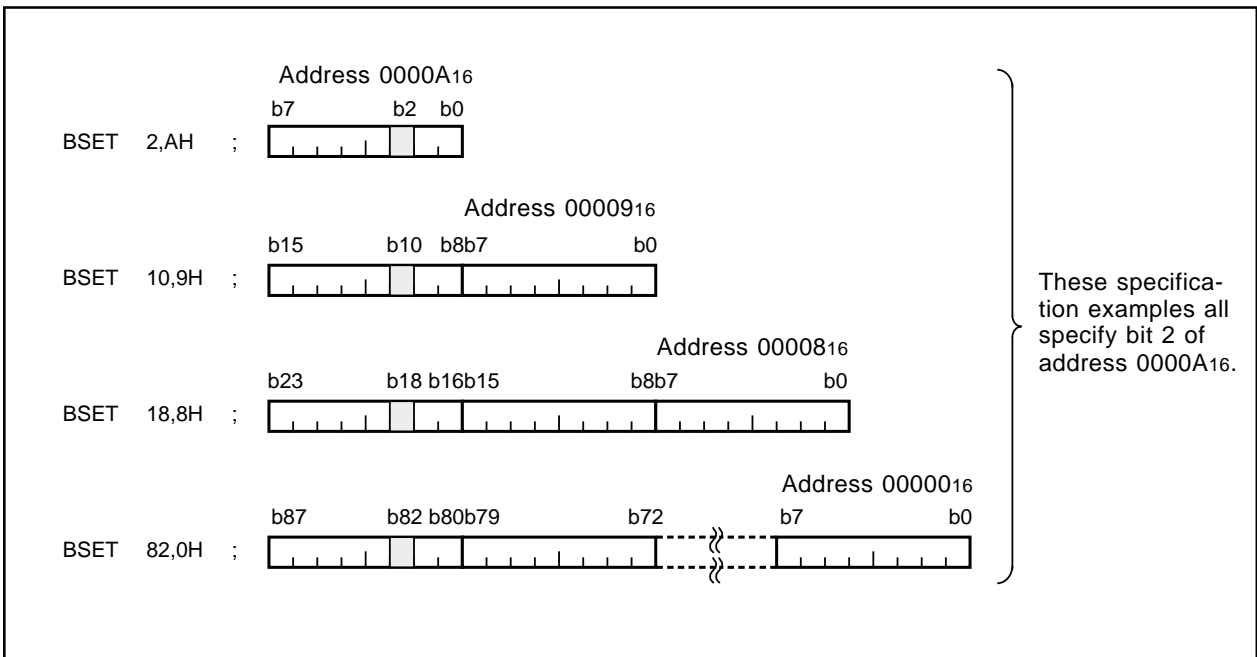 Address 0000A16
b7 b2 b0
BSET 2,AH ;
Address 0000916
b15 b10 b8b7 b0
BSET 10,9H ;
Address 0000816
b23 b18 b16b15 b8b7 b0
BSET 18,8H ;
Address 0000016
b87 b82 b80b79 b72 b7 b0
BSET 82,0H ;
These specifica-
tion examples all
specify bit 2 of
address 0000A16.